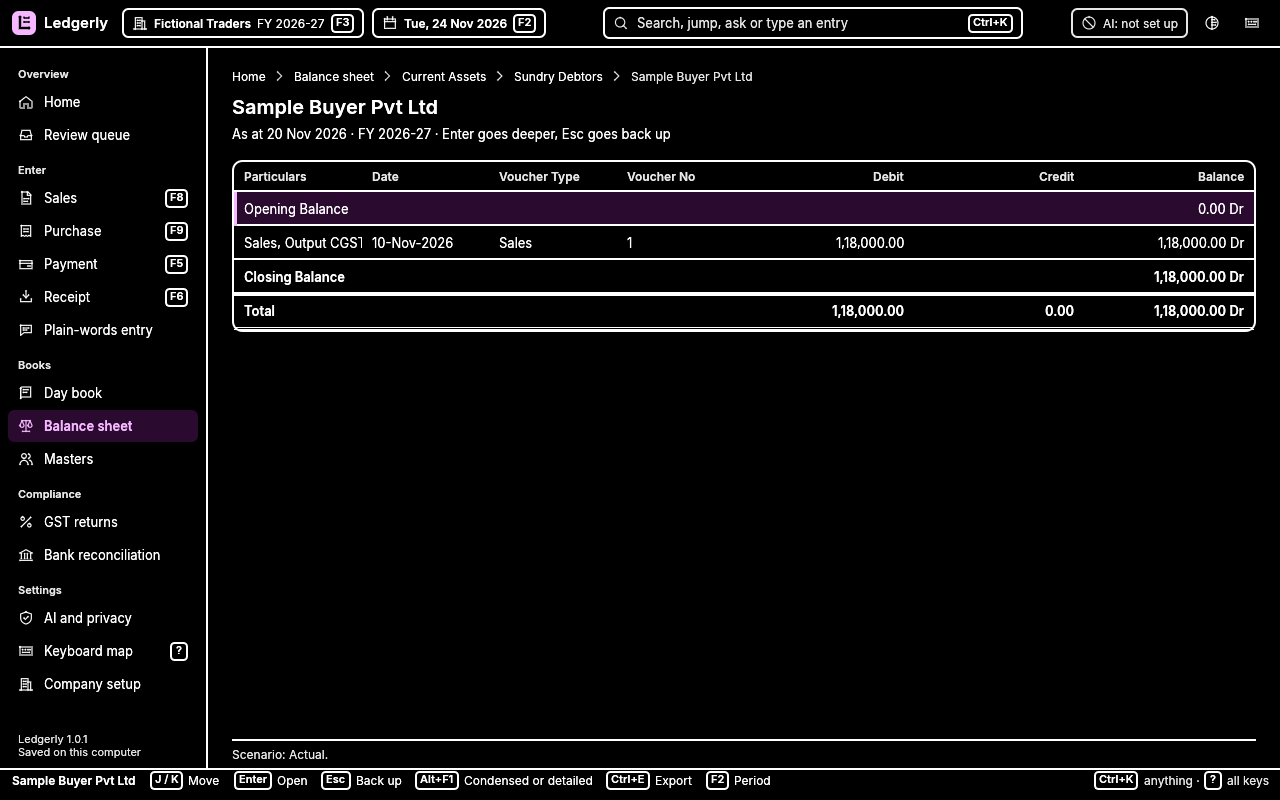 Ledgerly
Fictional Traders FY 2026-27 F3
Tue, 24 Nov 2026 F2
Search, jump, ask or type an entry Ctrl+K
AI: not set up
Overview
Home
Review queue
Enter
Sales F8
Purchase F9
Payment F5
Receipt F6
Plain-words entry
Books
Day book
Balance sheet
Masters
Compliance
GST returns
Bank reconciliation
Settings
AI and privacy
Keyboard map ?
Company setup
Ledgerly 1.0.1
Saved on this computer
Home Balance sheet Current Assets Sundry Debtors Sample Buyer Pvt Ltd
Sample Buyer Pvt Ltd
As at 20 Nov 2026 · FY 2026-27 · Enter goes deeper, Esc goes back up
Particulars Date Voucher Type Voucher No Debit Credit Balance
Opening Balance 0.00 Dr
Sales, Output CGST 10-Nov-2026 Sales 1 1,18,000.00 1,18,000.00 Dr
Closing Balance 1,18,000.00 Dr
Total 1,18,000.00 0.00 1,18,000.00 Dr
Scenario: Actual.
Sample Buyer Pvt Ltd J / K Move Enter Open Esc Back up Alt+F1 Condensed or detailed Ctrl+E Export F2 Period Ctrl+K anything · ? all keys